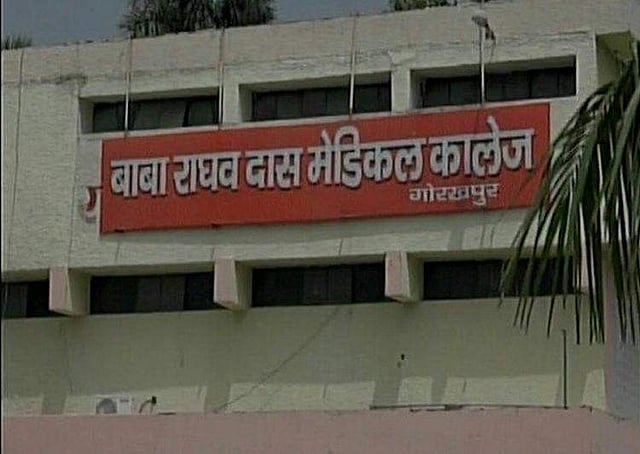 बाबा राघव दास मेडिकल कालेज
गोरखपुर